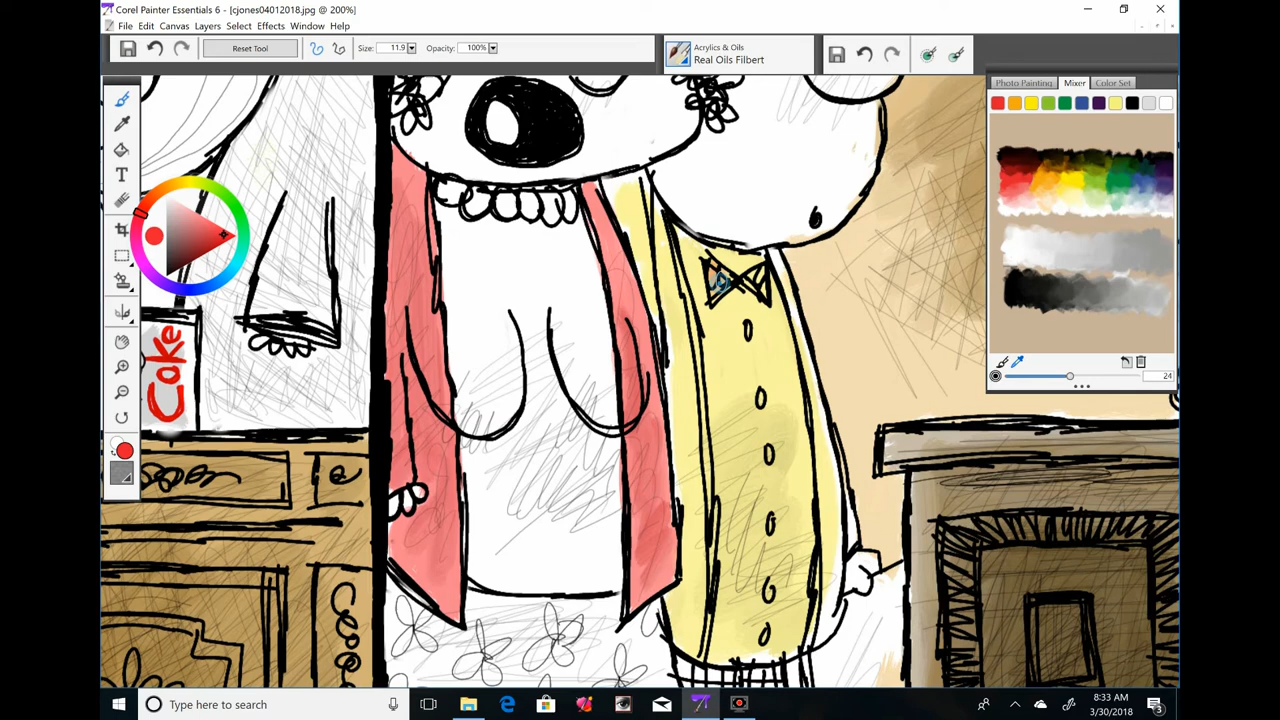 Corel Painter Essentials 6 - [cjones04012018.jpg @ 200%]
File Edit Canvas Layers Select Effects Window Help
Reset Tool
Size: 11.9
Opacity: 100%
Acrylics & Oils
Real Oils Filbert
Photo Painting
Mixer
Color Set
24
T
Coke
Type here to search
8:33 AM
3/30/2018
3